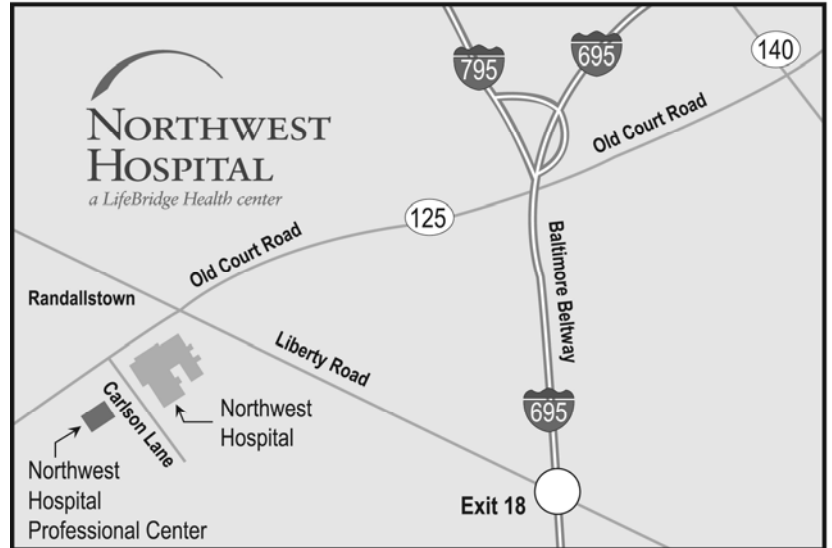 795
695
140
NORTHWEST
HOSPITAL
a LifeBridge Health center
Old Court Road
125
Old Court Road
Baltimore Beltway
Randallstown
Liberty Road
Carlson Lane
Northwest
Hospital
695
Northwest
Hospital
Professional Center
Exit 18